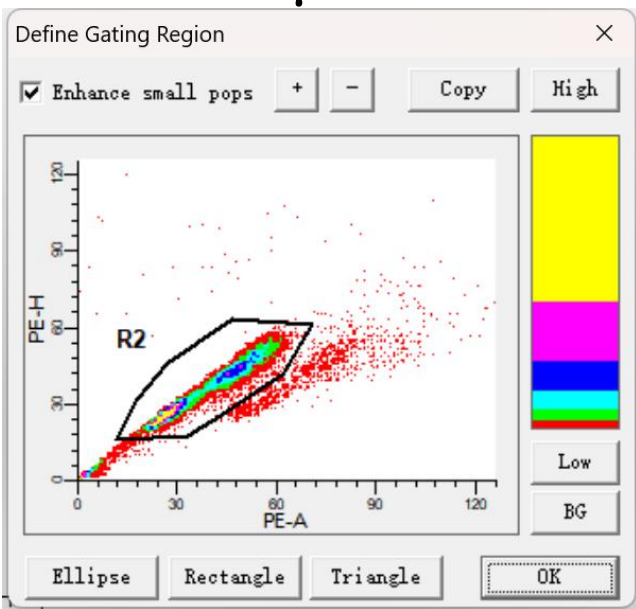 Define Gating Region
Enhance small pops + - Copy High
120
90
60
30
0
PE-H
R2
0 30 60 90 120
PE-A
Low
BG
Ellipse Rectangle Triangle OK